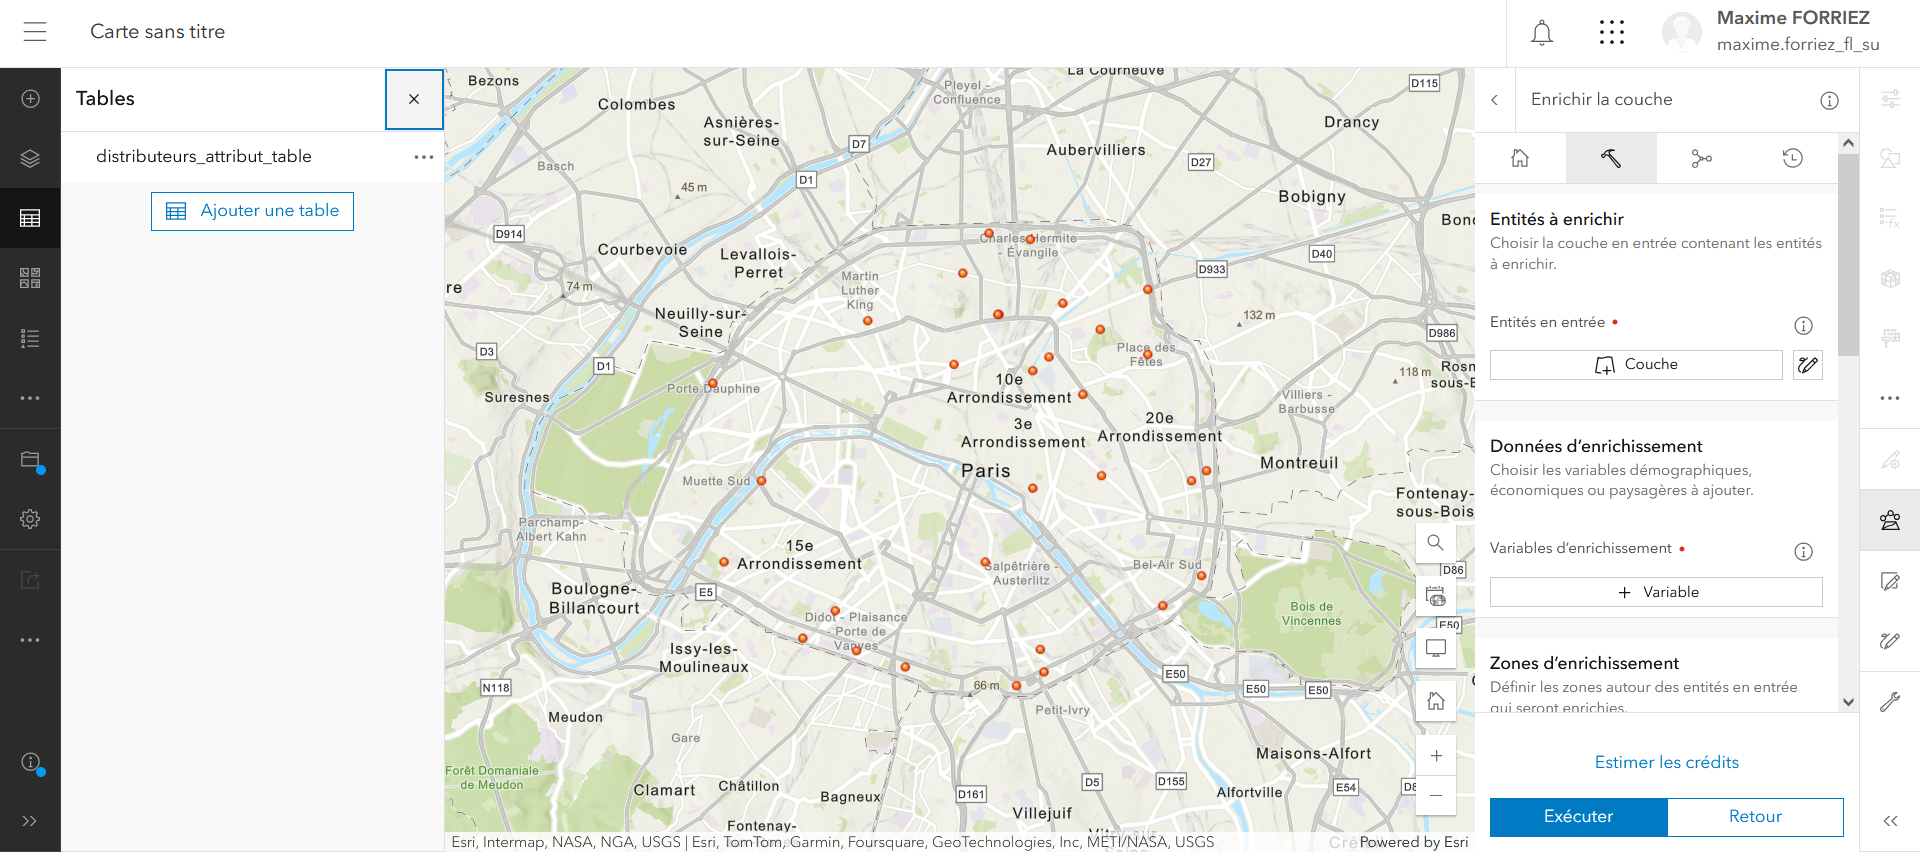 Carte sans titre
Maxime FORRIEZ
maxime.forriez_fl_su
Tables
distributeurs_attribut_table
Ajouter une table
Bezons
Colombes
Asnières-
sur-Seine
Pleyel -
Confluence
La Courneuve
D115
Drancy
D7
Aubervilliers
D27
Basch
D1
45 m
Bobigny
D914
Courbevoie
Levallois-
Perret
Charles Hermite
- Évangile
D40
D933
Martin
Luther
King
74 m
Neuilly-sur-
Seine
132 m
D986
D3
D1
Place des
Fêtes
Porte Dauphine
10e
Arrondissement
118 m
Suresnes
Villiers -
Barbusse
3e
Arrondissement
20e
Arrondissement
Paris
Montreuil
Muette Sud
Fontenay-
sous-Bois
Parchamp-
Albert Kahn
15e
Arrondissement
Salpêtrière -
Austerlitz
Bel-Air Sud
D86
Boulogne-
Billancourt
E5
Bois de
Vincennes
Didot - Plaisance
- Porte de
Vanves
E50
Issy-les-
Moulineaux
E50
E50
E50
N118
66 m
Meudon
Petit-Ivry
Gare
Maisons-Alfort
Forêt Domaniale
de Meudon
Clamart
Châtillon
Bagneux
D161
D5
D155
E54
Alfortville
Villejuif
Fontenay-
Esri, Intermap, NASA, NGA, USGS | Esri, TomTom, Garmin, Foursquare, GeoTechnologies, Inc, METI/NASA, USGS
Powered by Esri
Enrichir la couche
Entités à enrichir
Choisir la couche en entrée contenant les entités
à enrichir.
Entités en entrée
Couche
Données d’enrichissement
Choisir les variables démographiques,
économiques ou paysagères à ajouter.
Variables d’enrichissement
Variable
Zones d’enrichissement
Définir les zones autour des entités en entrée
qui seront enrichies.
Estimer les crédits
Exécuter
Retour